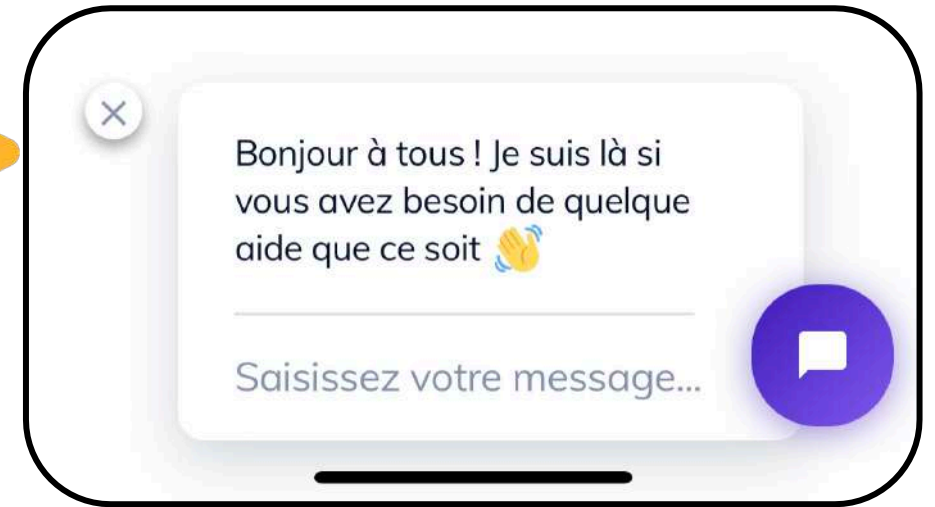 Bonjour à tous ! Je suis là si
vous avez besoin de quelque
aide que ce soit 👋
Saisissez votre message...